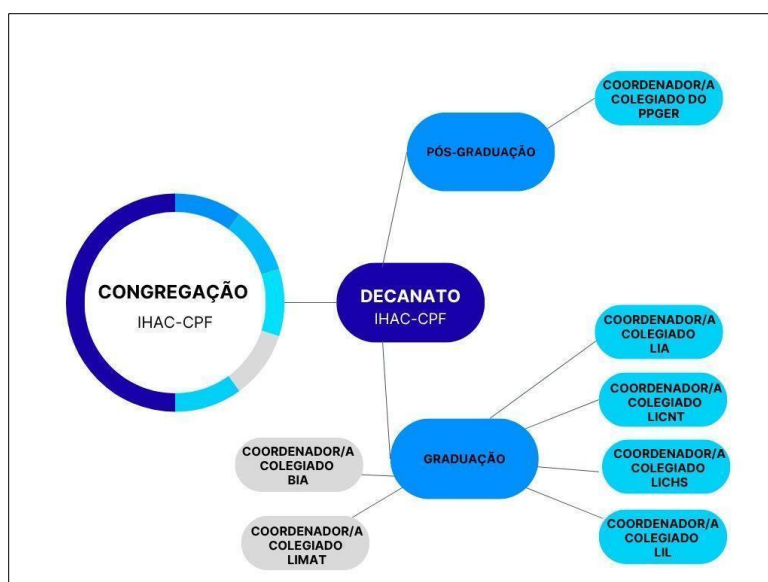 COORDENADOR/A
COLEGIADO DO
PPGER
PÓS-GRADUAÇÃO
CONGREGAÇÃO
IHAC-CPF
DECANATO
IHAC-CPF
COORDENADOR/A
COLEGIADO
LIA
COORDENADOR/A
COLEGIADO
LICNT
GRADUAÇÃO
COORDENADOR/A
COLEGIADO
BIA
COORDENADOR/A
COLEGIADO
LICHS
COORDENADOR/A
COLEGIADO
LIMAT
COORDENADOR/A
COLEGIADO
LIL